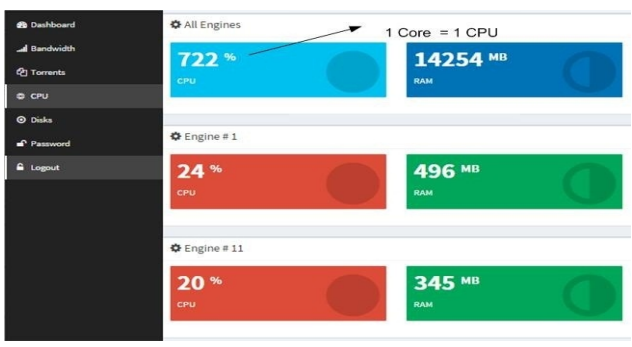 Dashboard
Bandwidth
Torrents
CPU
Disks
Password
Logout
All Engines
1 Core = 1 CPU
722 %
CPU
14254 MB
RAM
Engine # 1
24 %
CPU
496 MB
RAM
Engine # 11
20 %
CPU
345 MB
RAM